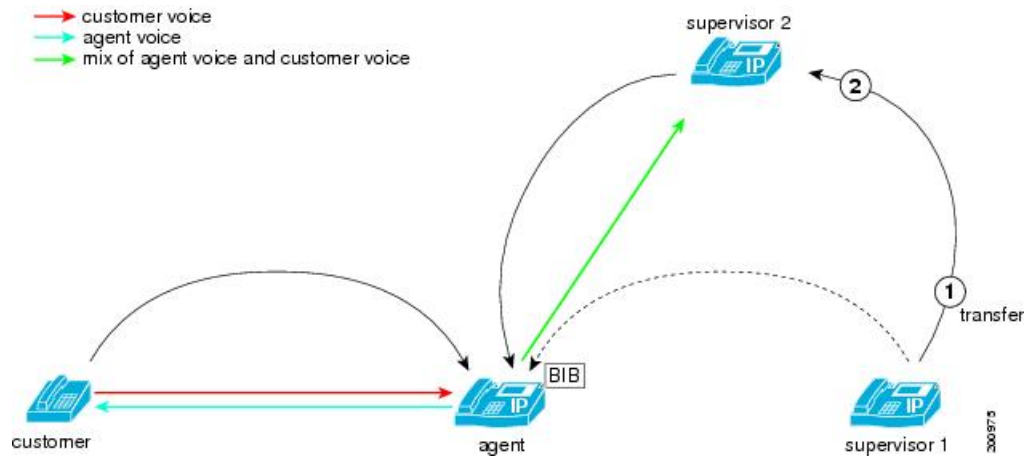 customer voice
agent voice
mix of agent voice and customer voice
supervisor 2
IP
2
1
transfer
BIB
IP
IP
customer
agent
supervisor 1
200975